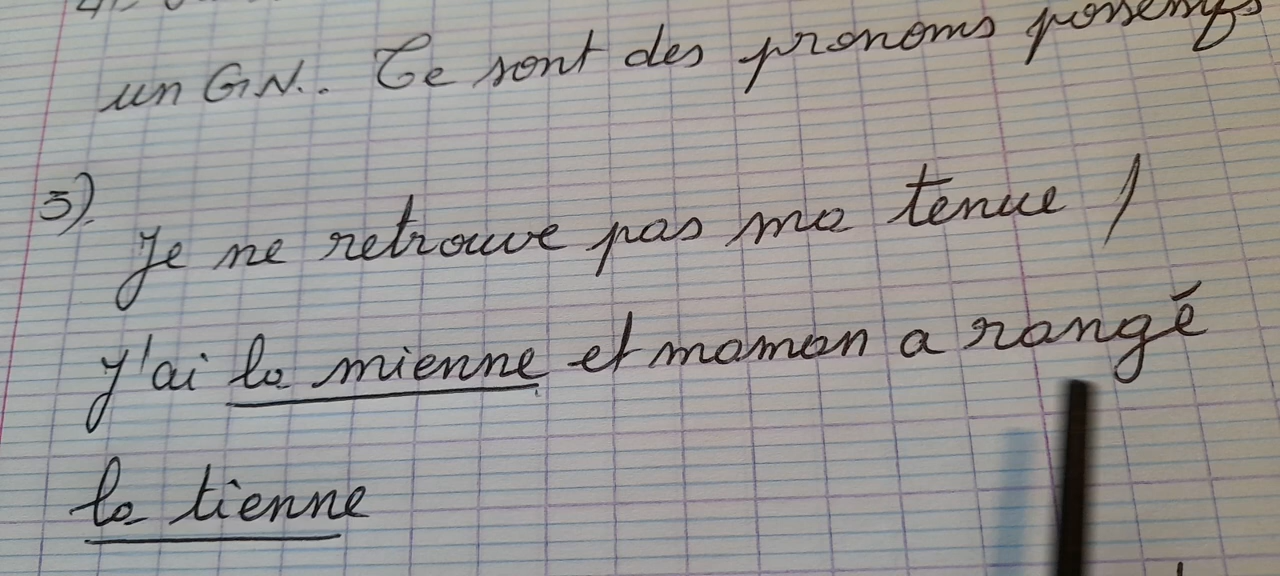 un GN.. Ce sont des pronoms possessifs
3).
Je ne retrouve pas ma tenue !
J'ai la mienne et maman a rangé
la tienne